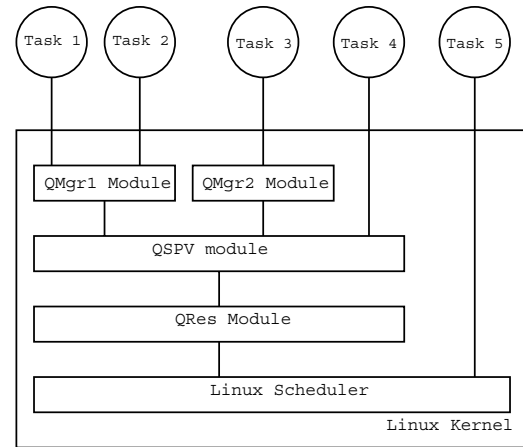 Task 1
Task 2
Task 3
Task 4
Task 5
QMgr1 Module
QMgr2 Module
QSPV module
QRes Module
Linux Scheduler
Linux Kernel